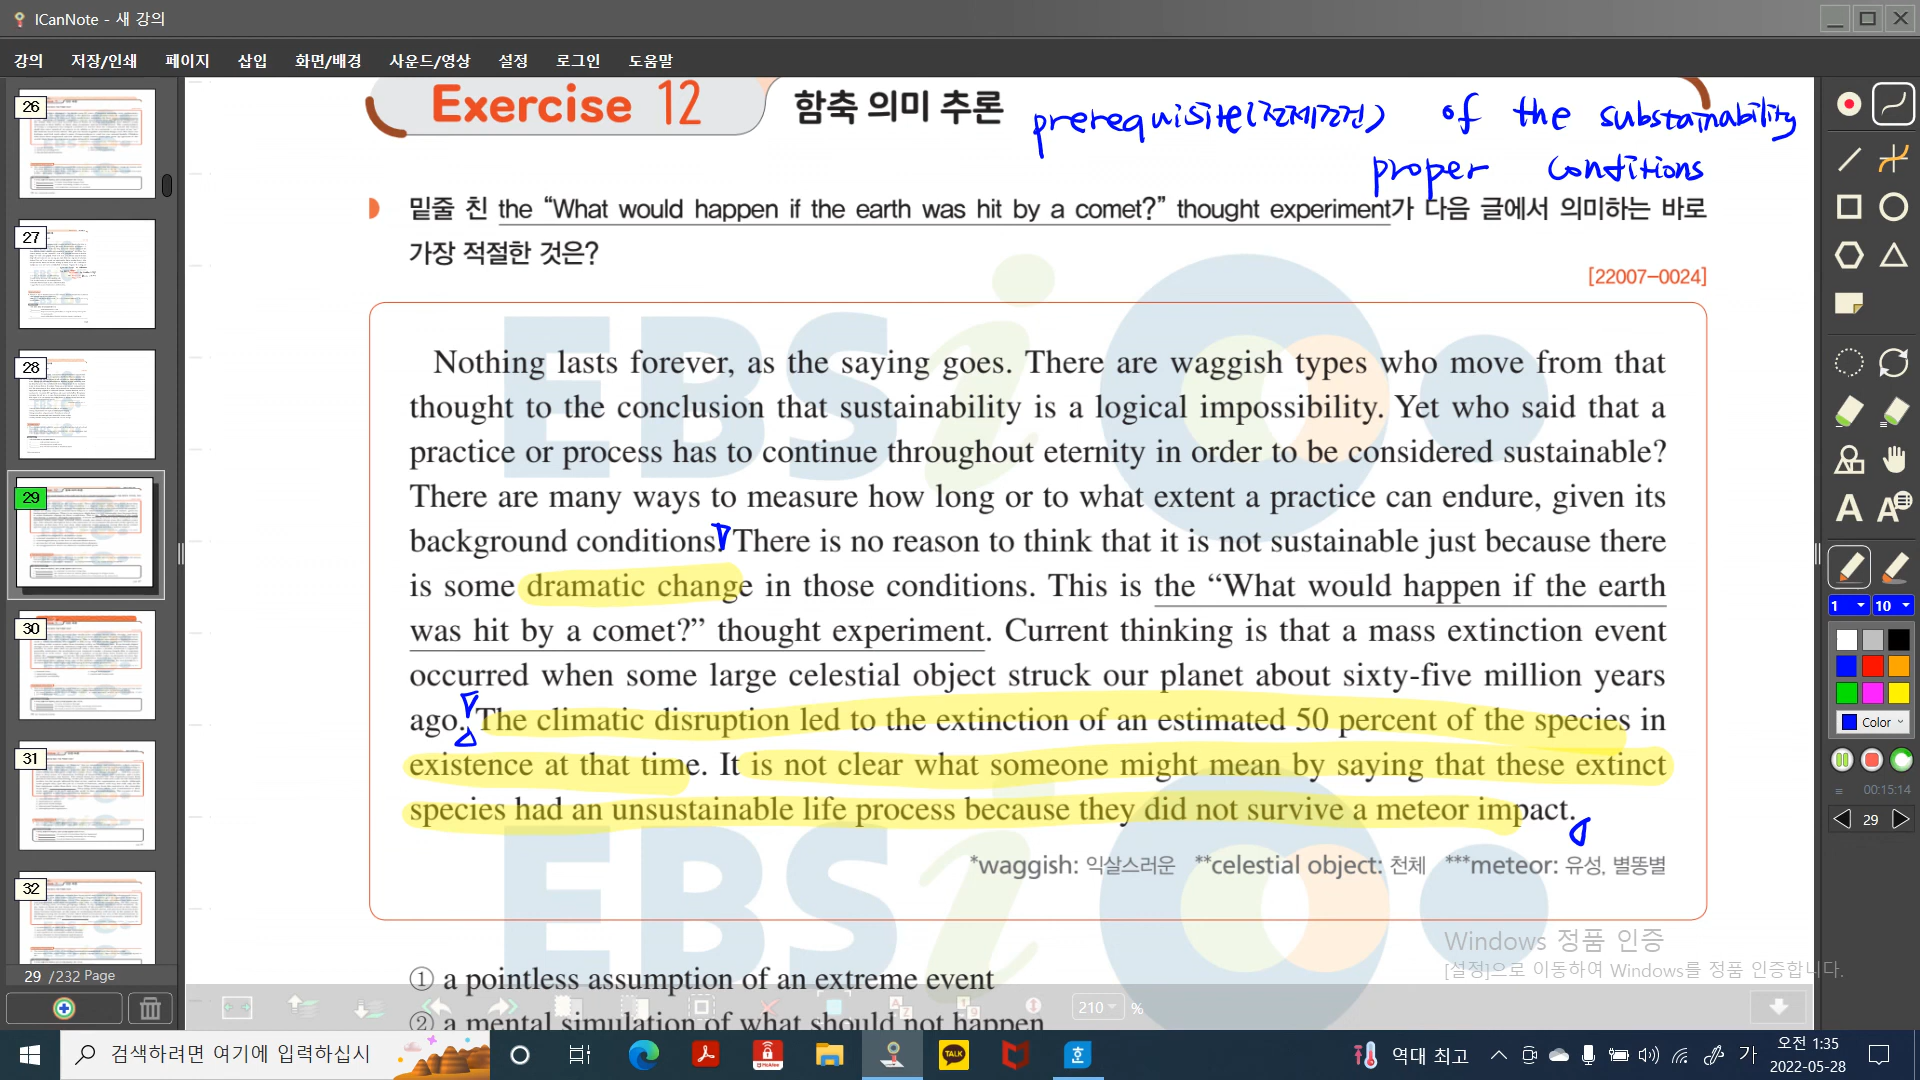 ICanNote - 새 강의
강의 저장/인쇄 페이지 삽입 화면/배경 사운드/영상 설정 로그인 도움말
26
27
28
29
30
31
32
29 /232 Page
Exercise 12 함축 의미 추론
prerequisite(전제조건) of the substainability
proper conditions
밑줄 친 the “What would happen if the earth was hit by a comet?” thought experiment가 다음 글에서 의미하는 바로
가장 적절한 것은?
[22007-0024]
Nothing lasts forever, as the saying goes. There are waggish types who move from that
thought to the conclusion that sustainability is a logical impossibility. Yet who said that a
practice or process has to continue throughout eternity in order to be considered sustainable?
There are many ways to measure how long or to what extent a practice can endure, given its
background conditions. There is no reason to think that it is not sustainable just because there
is some dramatic change in those conditions. This is the “What would happen if the earth
was hit by a comet?” thought experiment. Current thinking is that a mass extinction event
occurred when some large celestial object struck our planet about sixty-five million years
ago. The climatic disruption led to the extinction of an estimated 50 percent of the species in
existence at that time. It is not clear what someone might mean by saying that these extinct
species had an unsustainable life process because they did not survive a meteor impact.
*waggish: 익살스러운 **celestial object: 천체 ***meteor: 유성, 별똥별
EBSi
EBSi
① a pointless assumption of an extreme event
② a mental simulation of what should not happen
Windows 정품 인증
[설정]으로 이동하여 Windows를 정품 인증합니다.
210 %
1 10
Color
00:15:14
29
검색하려면 여기에 입력하십시
TALK
역대 최고
가
오전 1:35
2022-05-28